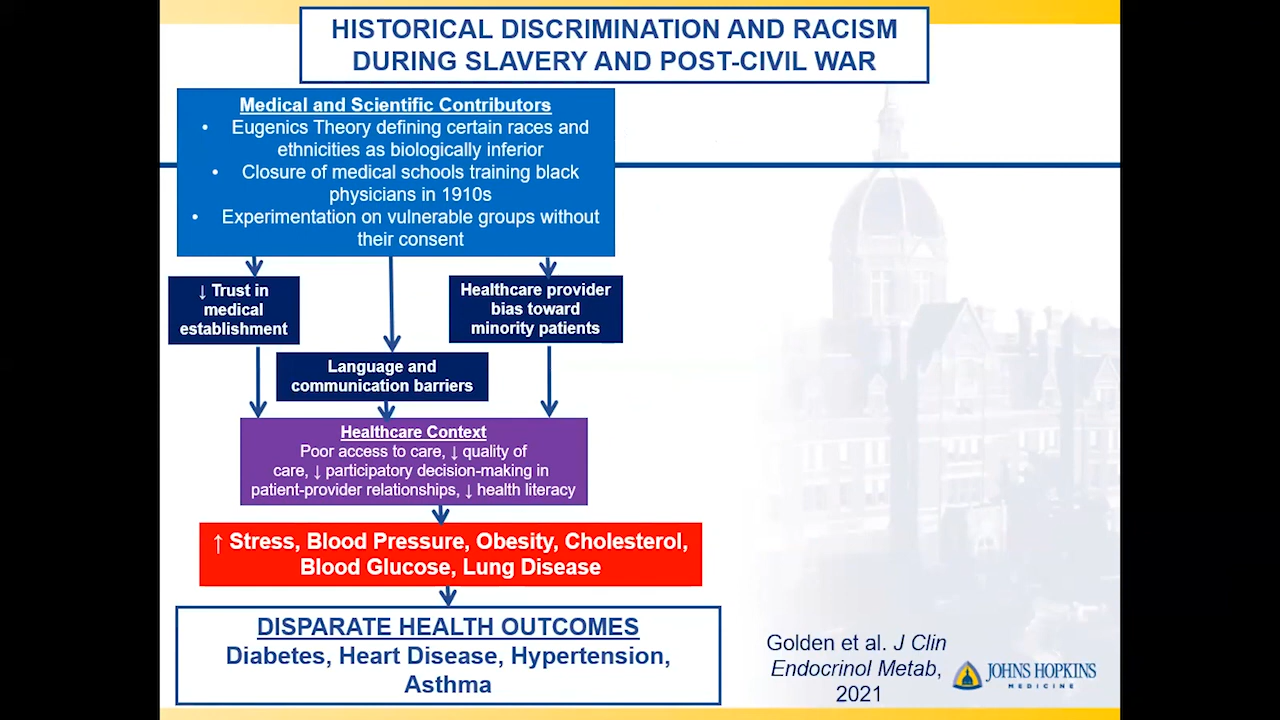 HISTORICAL DISCRIMINATION AND RACISM
DURING SLAVERY AND POST-CIVIL WAR
Medical and Scientific Contributors
• Eugenics Theory defining certain races and
ethnicities as biologically inferior
• Closure of medical schools training black
physicians in 1910s
• Experimentation on vulnerable groups without
their consent
↓ Trust in
medical
establishment
Healthcare provider
bias toward
minority patients
Language and
communication barriers
Healthcare Context
Poor access to care, ↓ quality of
care, ↓ participatory decision-making in
patient-provider relationships, ↓ health literacy
↑ Stress, Blood Pressure, Obesity, Cholesterol,
Blood Glucose, Lung Disease
DISPARATE HEALTH OUTCOMES
Diabetes, Heart Disease, Hypertension,
Asthma
Golden et al. J Clin
Endocrinol Metab,
2021
JOHNS HOPKINS
MEDICINE